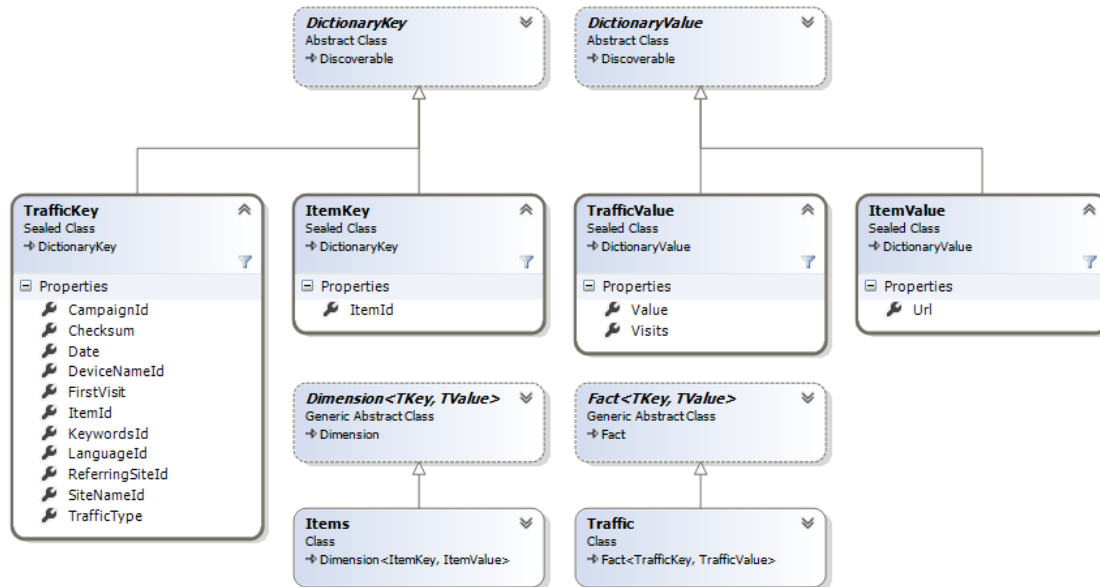 DictionaryKey
Abstract Class
Discoverable
DictionaryValue
Abstract Class
Discoverable
TrafficKey
Sealed Class
DictionaryKey
Properties
CampaignId
Checksum
Date
DeviceNameId
FirstVisit
ItemId
KeywordsId
LanguageId
ReferringSiteId
SiteNameId
TrafficType
ItemKey
Sealed Class
DictionaryKey
Properties
ItemId
TrafficValue
Sealed Class
DictionaryValue
Properties
Value
Visits
ItemValue
Sealed Class
DictionaryValue
Properties
Url
Dimension<TKey, TValue>
Generic Abstract Class
Dimension
Fact<TKey, TValue>
Generic Abstract Class
Fact
Items
Class
Dimension<ItemKey, ItemValue>
Traffic
Class
Fact<TrafficKey, TrafficValue>